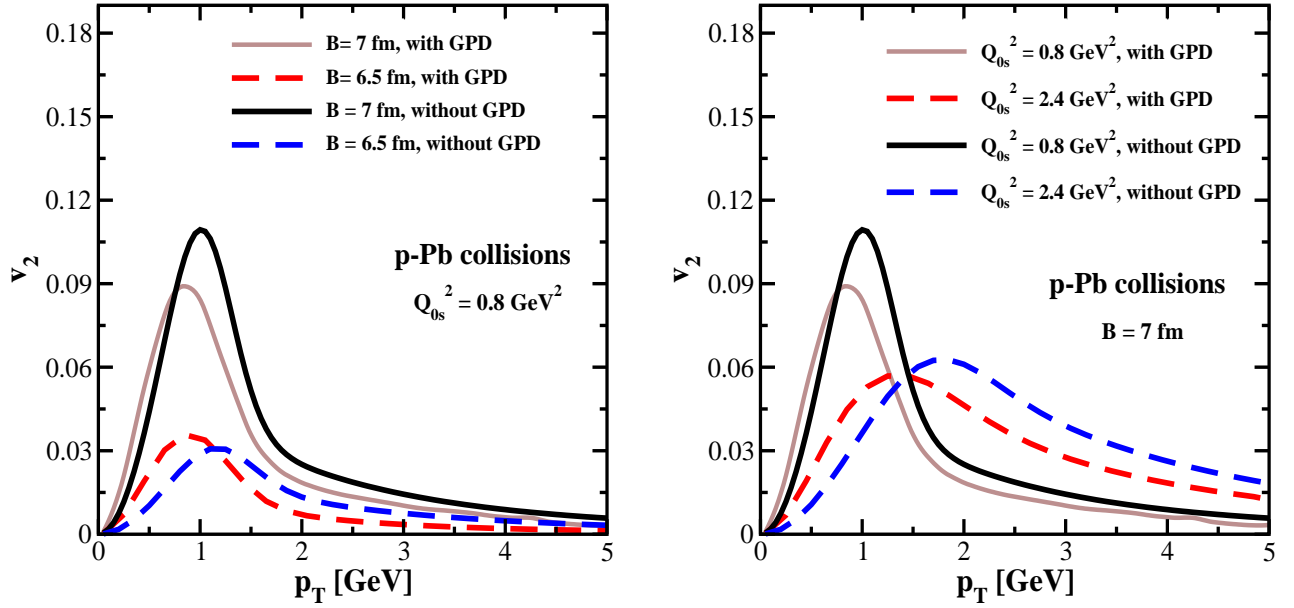 0.18
0.15
0.12
0.09
0.06
0.03
0
v₂
B= 7 fm, with GPD
B= 6.5 fm, with GPD
B = 7 fm, without GPD
B = 6.5 fm, without GPD
p-Pb collisions
Q₀ₛ² = 0.8 GeV²
0 1 2 3 4 5
p_T [GeV]
0.18
0.15
0.12
0.09
0.06
0.03
0
v₂
Q₀ₛ² = 0.8 GeV², with GPD
Q₀ₛ² = 2.4 GeV², with GPD
Q₀ₛ² = 0.8 GeV², without GPD
Q₀ₛ² = 2.4 GeV², without GPD
p-Pb collisions
B = 7 fm
0 1 2 3 4 5
p_T [GeV]